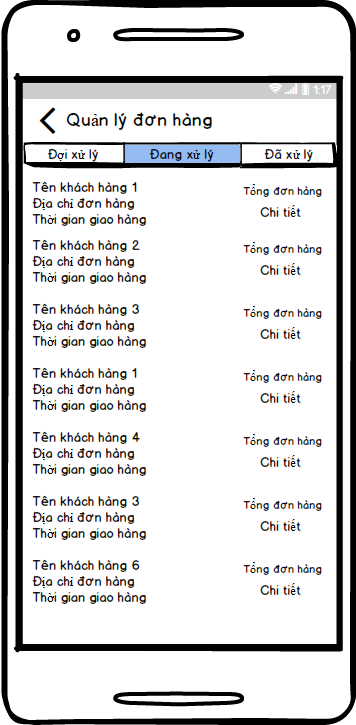 1:17
Quản lý đơn hàng
Đợi xử lý
Đang xử lý
Đã xử lý
Tên khách hàng 1
Tổng đơn hàng
Địa chỉ đơn hàng
Chi tiết
Thời gian giao hàng
Tên khách hàng 2
Tổng đơn hàng
Địa chỉ đơn hàng
Chi tiết
Thời gian giao hàng
Tên khách hàng 3
Tổng đơn hàng
Địa chỉ đơn hàng
Chi tiết
Thời gian giao hàng
Tên khách hàng 1
Tổng đơn hàng
Địa chỉ đơn hàng
Chi tiết
Thời gian giao hàng
Tên khách hàng 4
Tổng đơn hàng
Địa chỉ đơn hàng
Chi tiết
Thời gian giao hàng
Tên khách hàng 3
Tổng đơn hàng
Địa chỉ đơn hàng
Chi tiết
Thời gian giao hàng
Tên khách hàng 6
Tổng đơn hàng
Địa chỉ đơn hàng
Chi tiết
Thời gian giao hàng